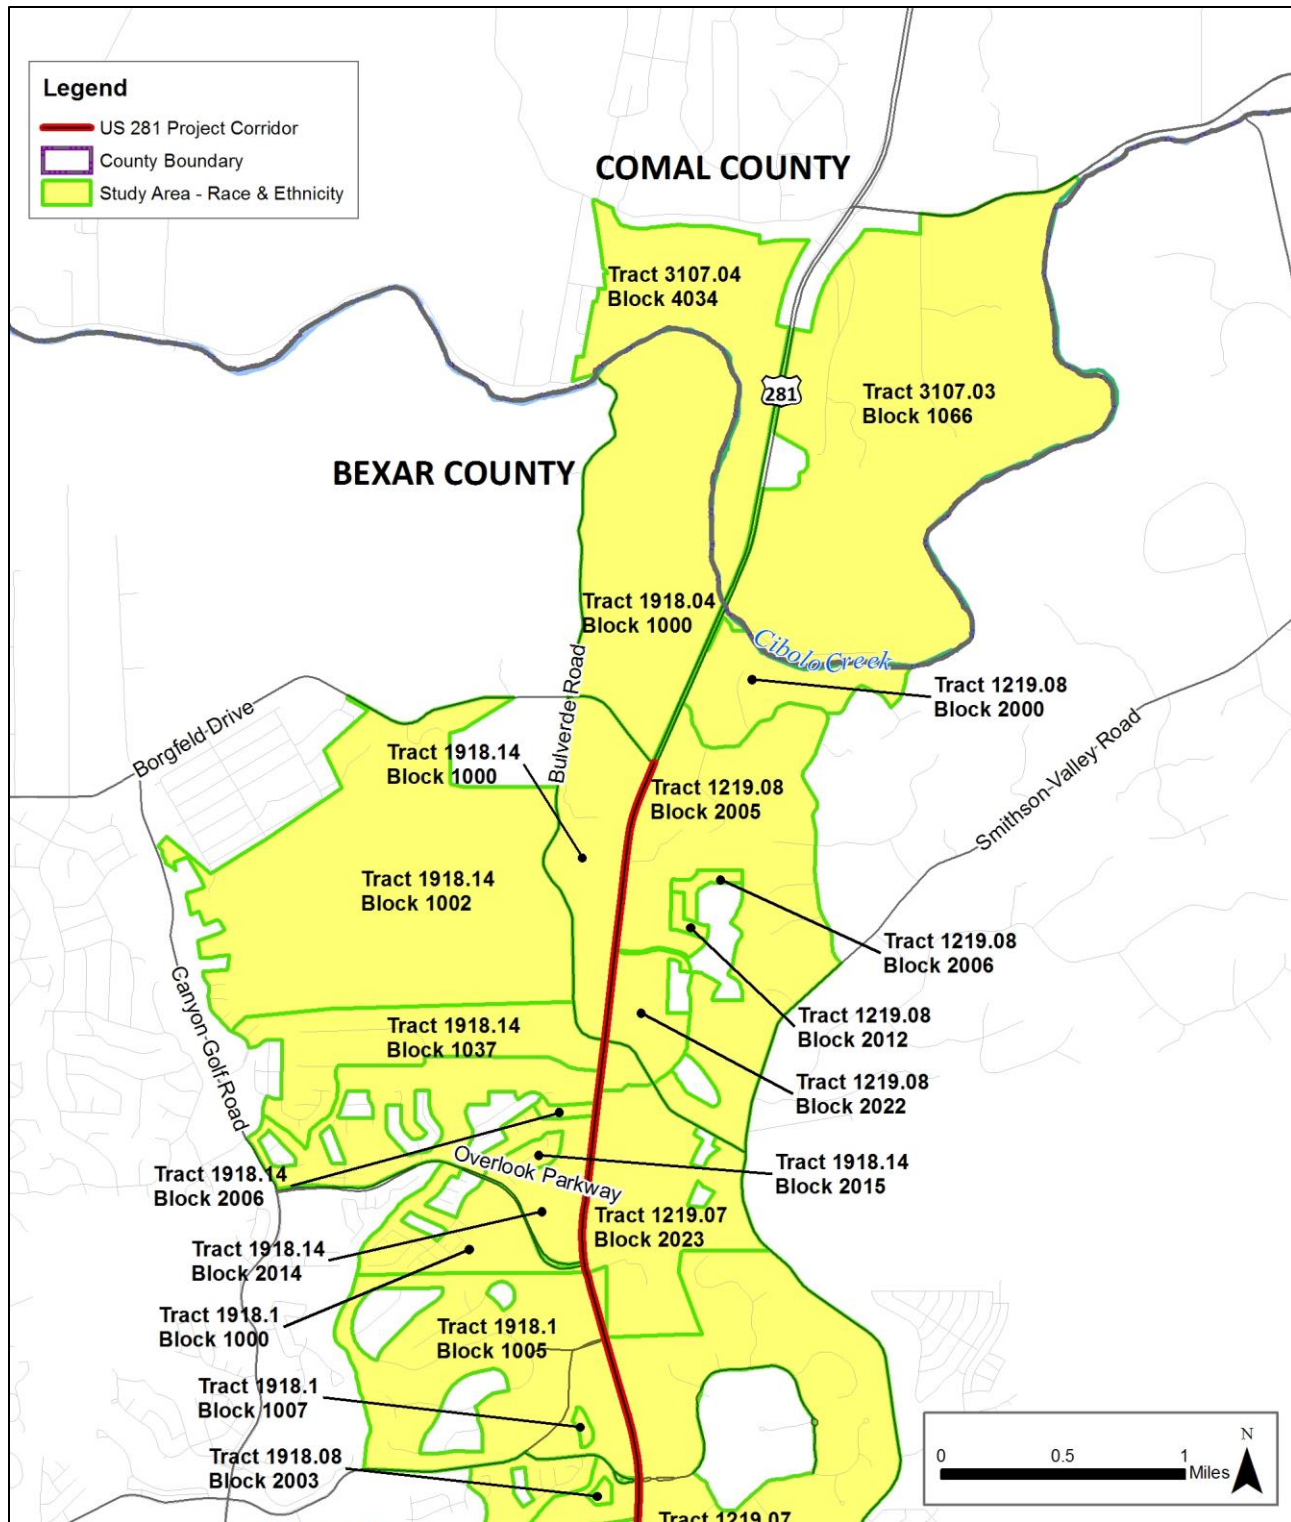 Legend
US 281 Project Corridor
County Boundary
Study Area - Race & Ethnicity
COMAL COUNTY
Tract 3107.04
Block 4034
281
Tract 3107.03
Block 1066
BEXAR COUNTY
Tract 1918.04
Block 1000
Cibolo Creek
Tract 1219.08
Block 2000
Bulverde Road
Borgfeld-Drive
Tract 1918.14
Block 1000
Smithson-Valley-Road
Tract 1219.08
Block 2005
Tract 1918.14
Block 1002
Tract 1219.08
Block 2006
Canyon-Golf-Road
Tract 1219.08
Block 2012
Tract 1918.14
Block 1037
Tract 1219.08
Block 2022
Overlook Parkway
Tract 1918.14
Block 2006
Tract 1918.14
Block 2015
Tract 1219.07
Block 2023
Tract 1918.14
Block 2014
Tract 1918.1
Block 1000
Tract 1918.1
Block 1005
Tract 1918.1
Block 1007
Tract 1918.08
Block 2003
Tract 1219.07
N
0 0.5 1
Miles